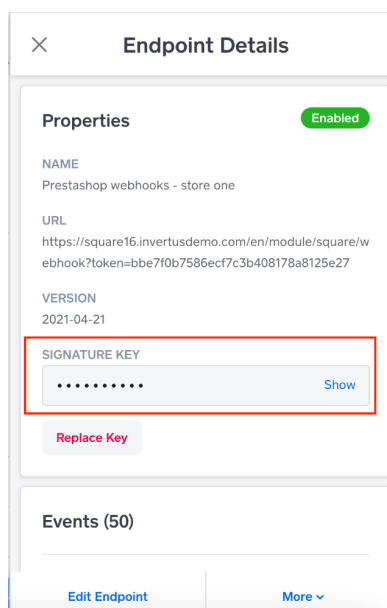 Endpoint Details
Properties
Enabled
NAME
Prestashop webhooks - store one
URL
https://square16.invertusdemo.com/en/module/square/w
ebhook?token=bbe7f0b7586ecf7c3b408178a8125e27
VERSION
2021-04-21
SIGNATURE KEY
•••••••••• Show
Replace Key
Events (50)
Edit Endpoint
More